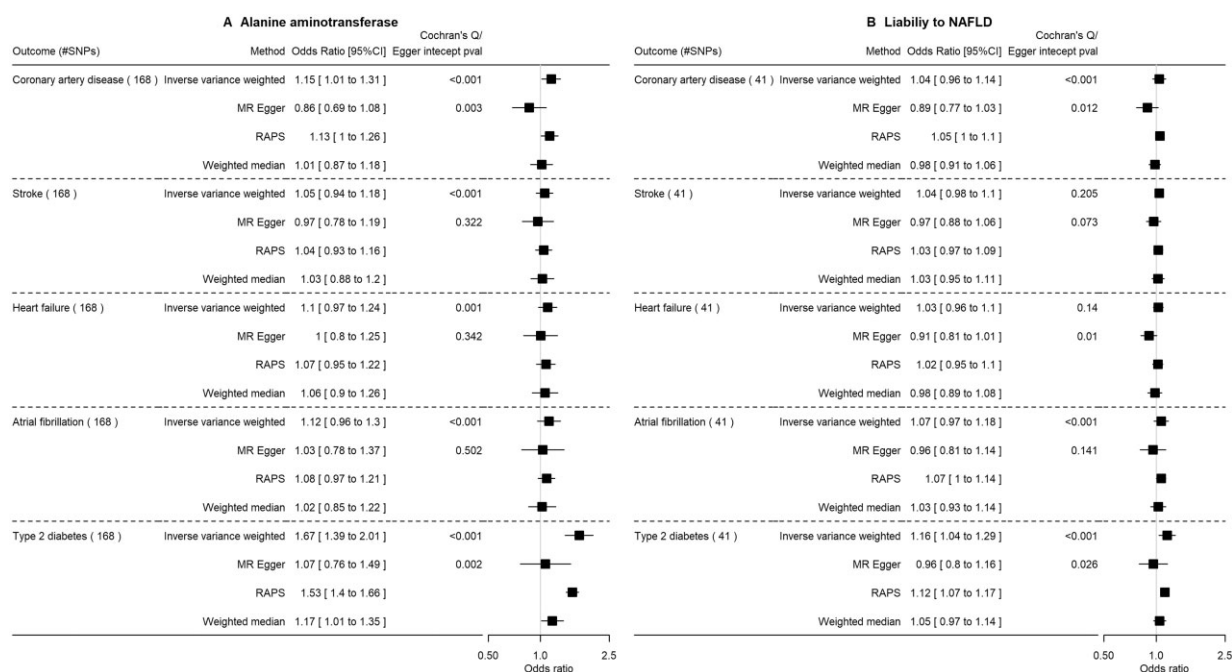 A Alanine aminotransferase
Cochran's Q/
Outcome (#SNPs) Method Odds Ratio [95%CI] Egger intecept pval
Coronary artery disease ( 168 ) Inverse variance weighted 1.15 [ 1.01 to 1.31 ] <0.001
MR Egger 0.86 [ 0.69 to 1.08 ] 0.003
RAPS 1.13 [ 1 to 1.26 ]
Weighted median 1.01 [ 0.87 to 1.18 ]
Stroke ( 168 ) Inverse variance weighted 1.05 [ 0.94 to 1.18 ] <0.001
MR Egger 0.97 [ 0.78 to 1.19 ] 0.322
RAPS 1.04 [ 0.93 to 1.16 ]
Weighted median 1.03 [ 0.88 to 1.2 ]
Heart failure ( 168 ) Inverse variance weighted 1.1 [ 0.97 to 1.24 ] 0.001
MR Egger 1 [ 0.8 to 1.25 ] 0.342
RAPS 1.07 [ 0.95 to 1.22 ]
Weighted median 1.06 [ 0.9 to 1.26 ]
Atrial fibrillation ( 168 ) Inverse variance weighted 1.12 [ 0.96 to 1.3 ] <0.001
MR Egger 1.03 [ 0.78 to 1.37 ] 0.502
RAPS 1.08 [ 0.97 to 1.21 ]
Weighted median 1.02 [ 0.85 to 1.22 ]
Type 2 diabetes ( 168 ) Inverse variance weighted 1.67 [ 1.39 to 2.01 ] <0.001
MR Egger 1.07 [ 0.76 to 1.49 ] 0.002
RAPS 1.53 [ 1.4 to 1.66 ]
Weighted median 1.17 [ 1.01 to 1.35 ]
0.50 1.0 2.5
Odds ratio
B Liabiliy to NAFLD
Cochran's Q/
Outcome (#SNPs) Method Odds Ratio [95%CI] Egger intecept pval
Coronary artery disease ( 41 ) Inverse variance weighted 1.04 [ 0.96 to 1.14 ] <0.001
MR Egger 0.89 [ 0.77 to 1.03 ] 0.012
RAPS 1.05 [ 1 to 1.1 ]
Weighted median 0.98 [ 0.91 to 1.06 ]
Stroke ( 41 ) Inverse variance weighted 1.04 [ 0.98 to 1.1 ] 0.205
MR Egger 0.97 [ 0.88 to 1.06 ] 0.073
RAPS 1.03 [ 0.97 to 1.09 ]
Weighted median 1.03 [ 0.95 to 1.11 ]
Heart failure ( 41 ) Inverse variance weighted 1.03 [ 0.96 to 1.1 ] 0.14
MR Egger 0.91 [ 0.81 to 1.01 ] 0.01
RAPS 1.02 [ 0.95 to 1.1 ]
Weighted median 0.98 [ 0.89 to 1.08 ]
Atrial fibrillation ( 41 ) Inverse variance weighted 1.07 [ 0.97 to 1.18 ] <0.001
MR Egger 0.96 [ 0.81 to 1.14 ] 0.141
RAPS 1.07 [ 1 to 1.14 ]
Weighted median 1.03 [ 0.93 to 1.14 ]
Type 2 diabetes ( 41 ) Inverse variance weighted 1.16 [ 1.04 to 1.29 ] <0.001
MR Egger 0.96 [ 0.8 to 1.16 ] 0.026
RAPS 1.12 [ 1.07 to 1.17 ]
Weighted median 1.05 [ 0.97 to 1.14 ]
0.50 1.0 2.5
Odds ratio